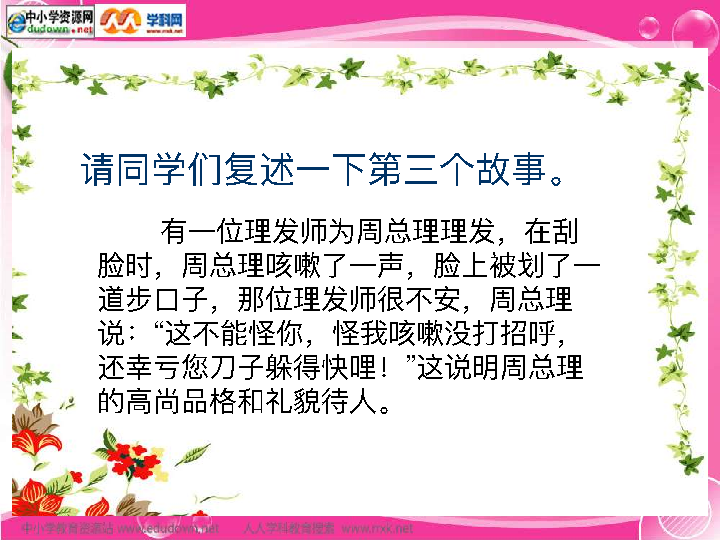 中小学资源网
edudown.net
学科网
www.nxk.net
请同学们复述一下第三个故事。
有一位理发师为周总理理发，在刮
脸时，周总理咳嗽了一声，脸上被划了一
道步口子，那位理发师很不安，周总理
说：“这不能怪你，怪我咳嗽没打招呼，
还幸亏您刀子躲得快哩！”这说明周总理
的高尚品格和礼貌待人。
中小学教育资源站 www.edudown.net 人人学科教育搜索 www.nxk.net